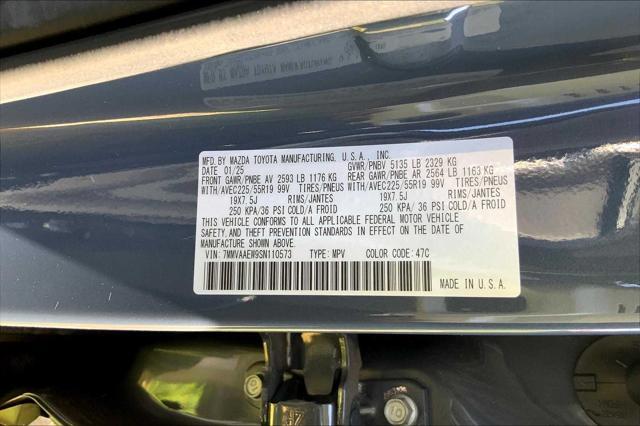 MFD. BY MAZDA TOYOTA MANUFACTURING, U.S.A., INC.
DATE 01/25 GVWR/PNBV 5135 LB 2329 KG
FRONT GAWR/PNBE AV 2593 LB 1176 KG REAR GAWR/PNBE AR 2564 LB 1163 KG
WITH/AVEC225/55R19 99V TIRES/PNEUS WITH/AVEC225/55R19 99V TIRES/PNEUS
19X7.5J RIMS/JANTES 19X7.5J RIMS/JANTES
250 KPA/36 PSI COLD/A FROID 250 KPA/36 PSI COLD/A FROID
THIS VEHICLE CONFORMS TO ALL APPLICABLE FEDERAL MOTOR VEHICLE
SAFETY, AND THEFT PREVENTION STANDARDS IN EFFECT ON THE DATE OF
MANUFACTURE SHOWN ABOVE.
VIN: 7MMVAAEW9SN110573 TYPE: MPV COLOR CODE: 47C
MADE IN U.S.A.